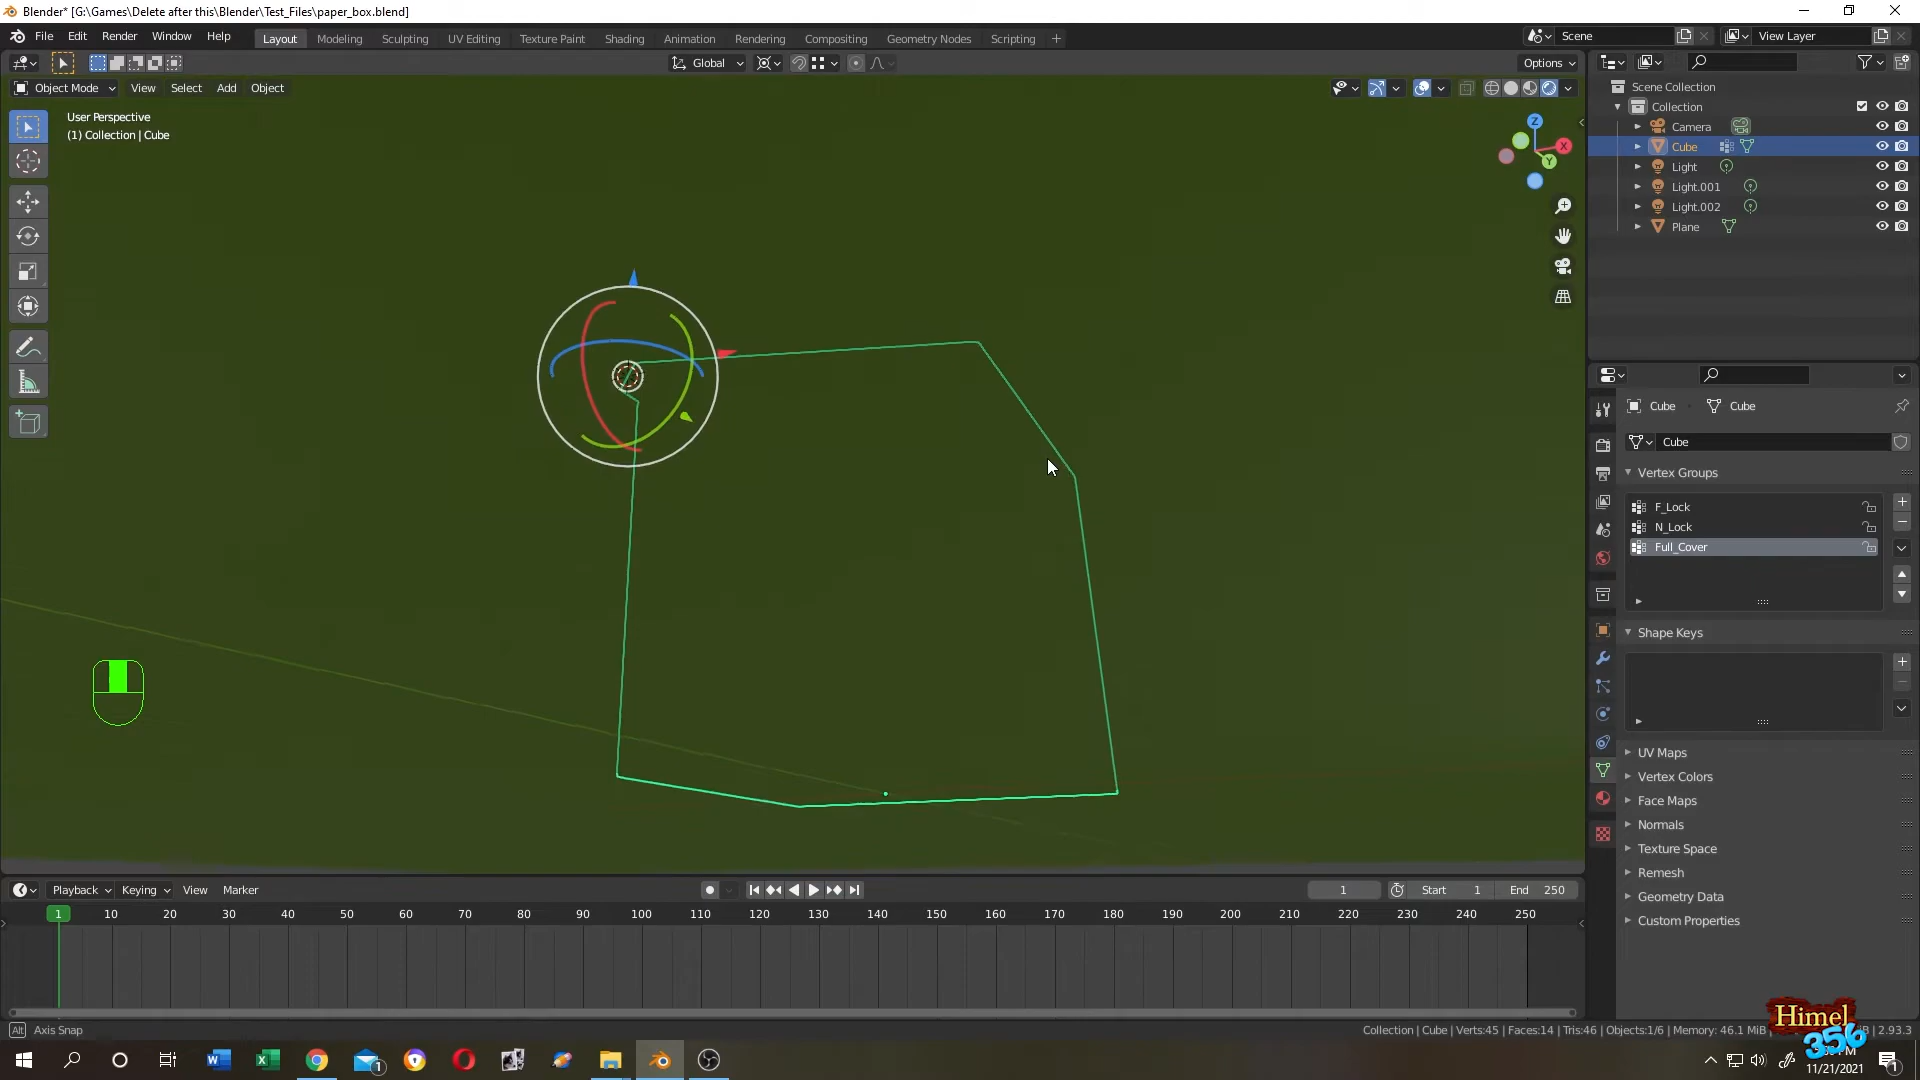 Blender* [G:\Games\Delete after this\Blender\Test_Files\paper_box.blend]
File Edit Render Window Help Layout Modeling Sculpting UV Editing Texture Paint Shading Animation Rendering Compositing Geometry Nodes Scripting + Scene View Layer
Global Options
Object Mode View Select Add Object
User Perspective
(1) Collection | Cube
Z
X
Y
Scene Collection
Collection
Camera
Cube
Light
Light.001
Light.002
Plane
Cube Cube
Cube
Vertex Groups
F_Lock
N_Lock
Full_Cover
Shape Keys
UV Maps
Vertex Colors
Face Maps
Normals
Texture Space
Remesh
Geometry Data
Custom Properties
Playback Keying View Marker 1 Start 1 End 250
1 10 20 30 40 50 60 70 80 90 100 110 120 130 140 150 160 170 180 190 200 210 220 230 240 250
Alt Axis Snap Collection | Cube | Verts:45 | Faces:14 | Tris:46 | Objects:1/6 | Memory: 46.1 MiB 2.93.3
Himel
356
11/21/2021